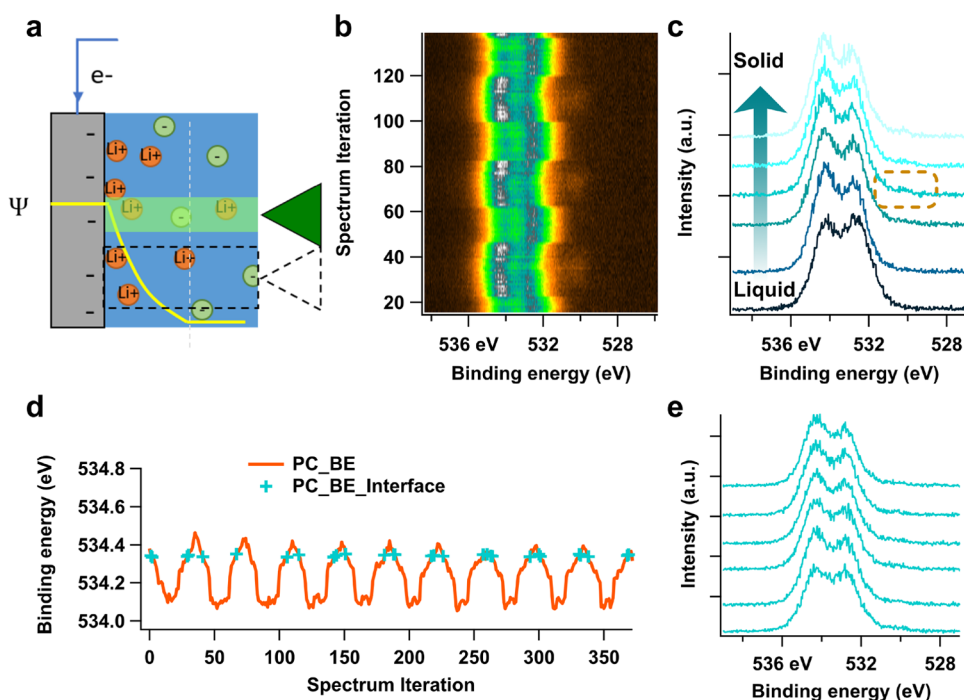 a
e-
Ψ
-
-
-
-
-
-
Li+
Li+
Li+
Li+
Li+
Li+
Li+
Li+
-
-
-
-
-
b
Spectrum Iteration
120
100
80
60
40
20
536 eV
532
528
Binding energy (eV)
c
Intensity (a.u.)
Solid
Liquid
536 eV
532
528
Binding energy (eV)
d
Binding energy (eV)
534.8
534.6
534.4
534.2
534.0
PC_BE
PC_BE_Interface
0
50
100
150
200
250
300
350
Spectrum Iteration
e
Intensity (a.u.)
536 eV
532
528
Binding energy (eV)